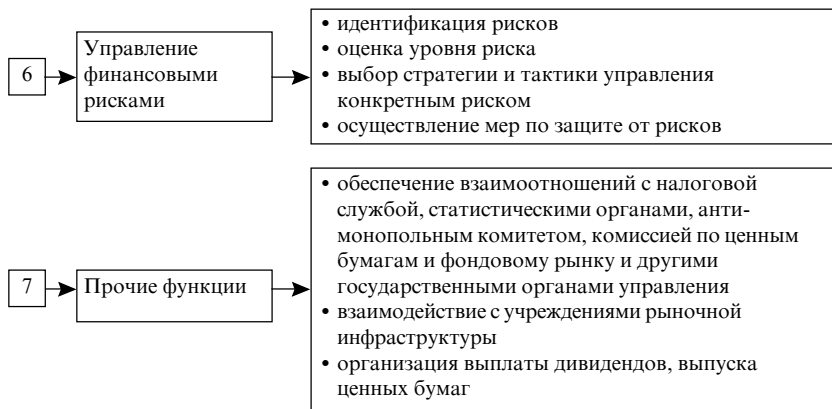 6
Управление
финансовыми
рисками
• идентификация рисков
• оценка уровня риска
• выбор стратегии и тактики управления
конкретным риском
• осуществление мер по защите от рисков
7
Прочие функции
• обеспечение взаимоотношений с налоговой
службой, статистическими органами, анти-
монопольным комитетом, комиссией по ценным
бумагам и фондовому рынку и другими
государственными органами управления
• взаимодействие с учреждениями рыночной
инфраструктуры
• организация выплаты дивидендов, выпуска
ценных бумаг